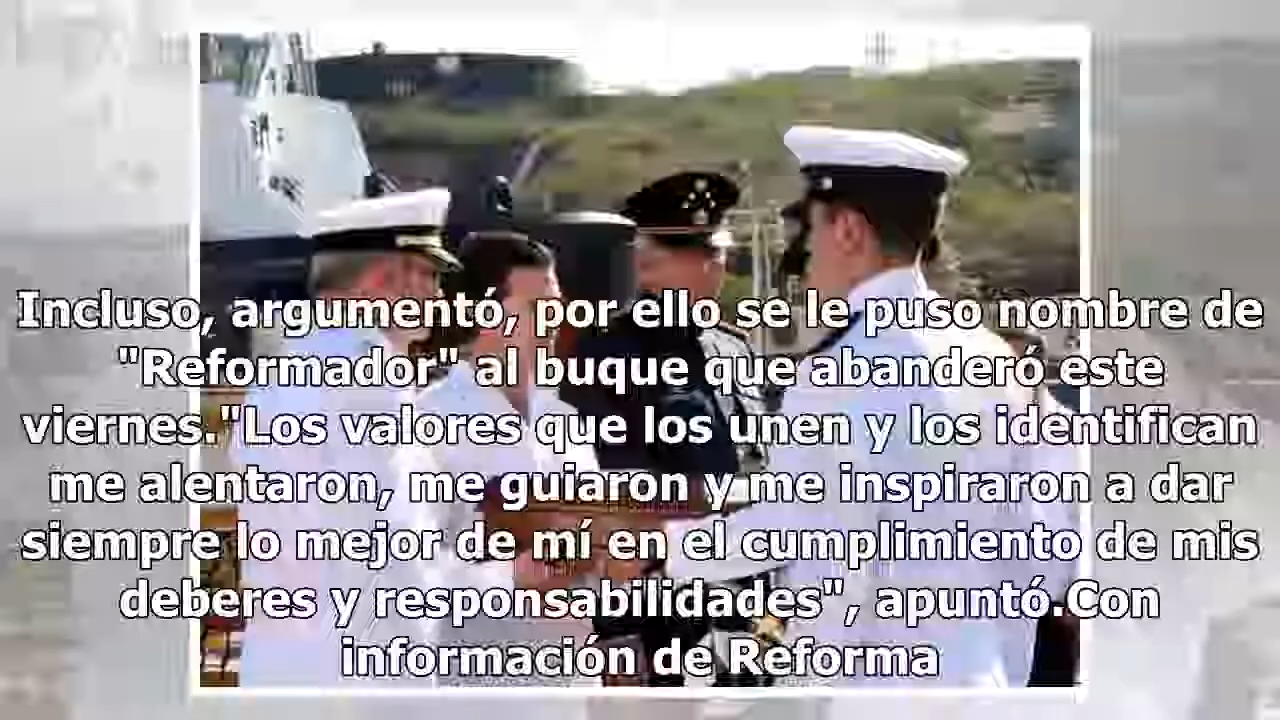 Incluso, argumentó, por ello se le puso nombre de
"Reformador" al buque que abanderó este
viernes."Los valores que los unen y los identifican
me alentaron, me guiaron y me inspiraron a dar
siempre lo mejor de mí en el cumplimiento de mis
deberes y responsabilidades", apuntó.Con
información de Reforma